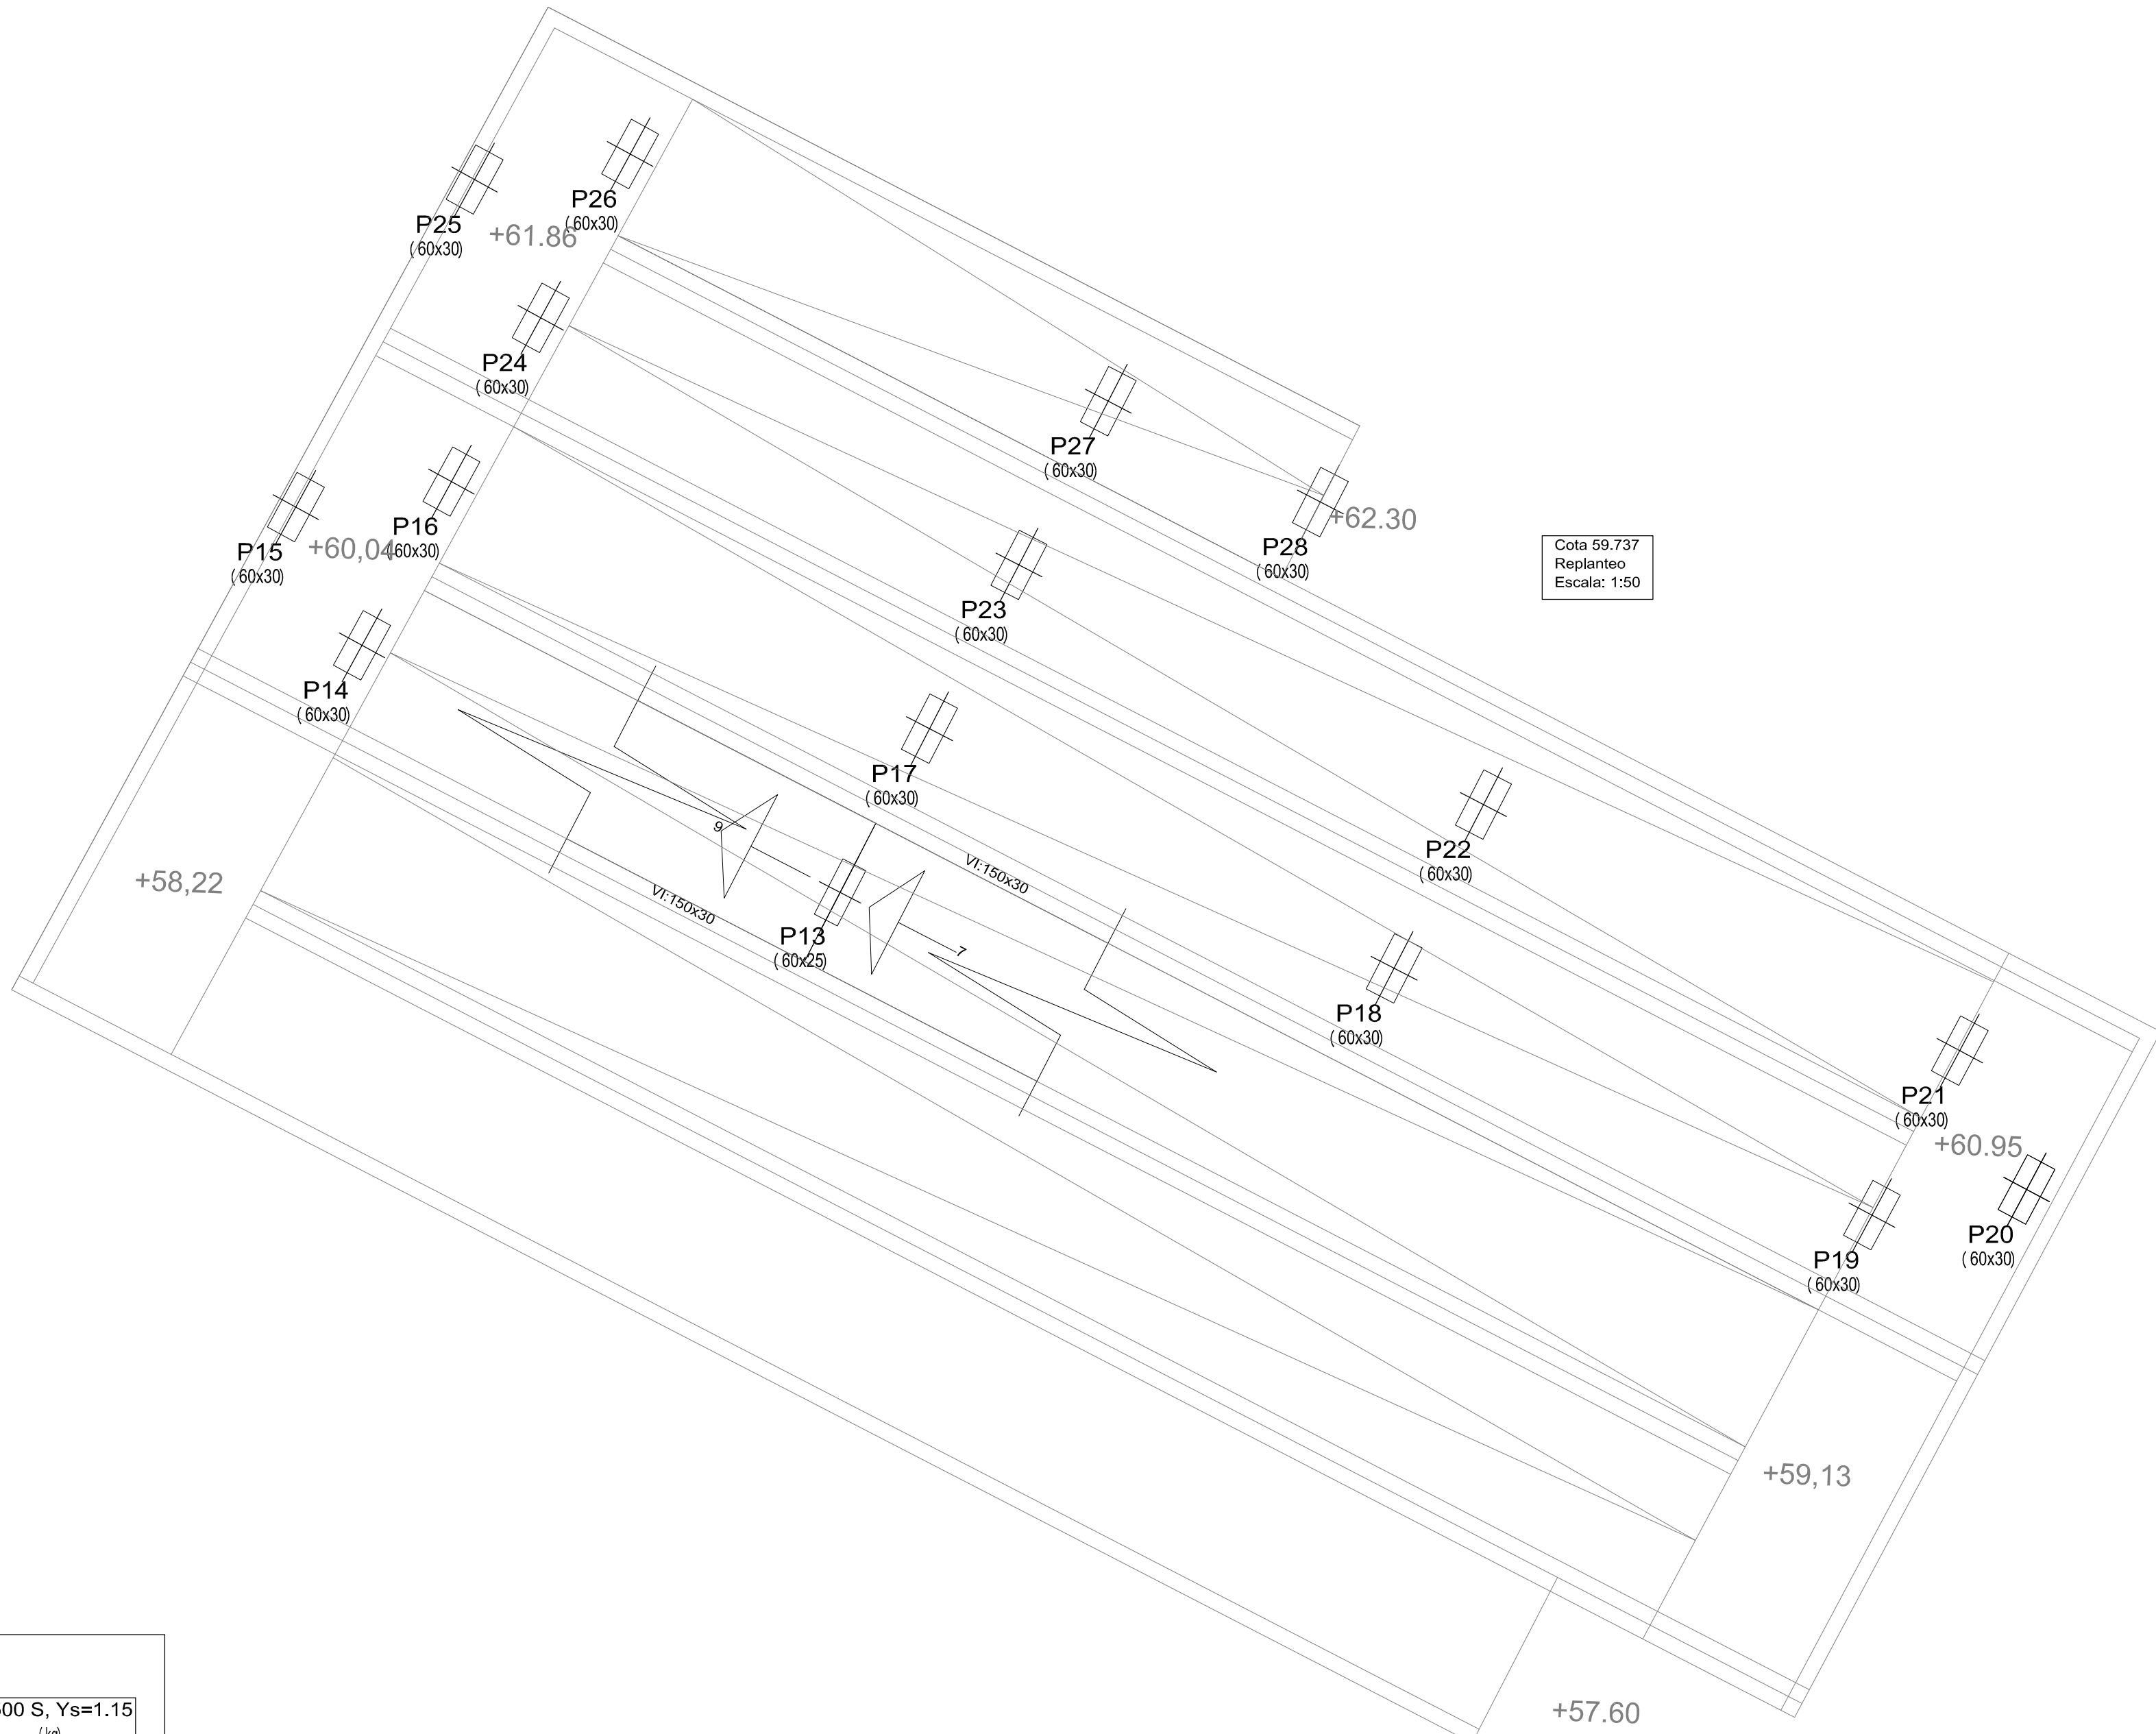 P26
(60x30)
P25
(60x30)
+61.86
P24
(60x30)
P27
(60x30)
+62.30
P28
(60x30)
Cota 59.737
Replanteo
Escala: 1:50
P16
(60x30)
P15
(60x30)
+60,04
P23
(60x30)
P14
(60x30)
P17
(60x30)
9
VI:150x30
P22
(60x30)
+58,22
VI:150x30
P13
(60x25)
7
P18
(60x30)
P21
(60x30)
+60.95
P20
(60x30)
P19
(60x30)
+59,13
00 S, Ys=1.15
(kg)
+57.60